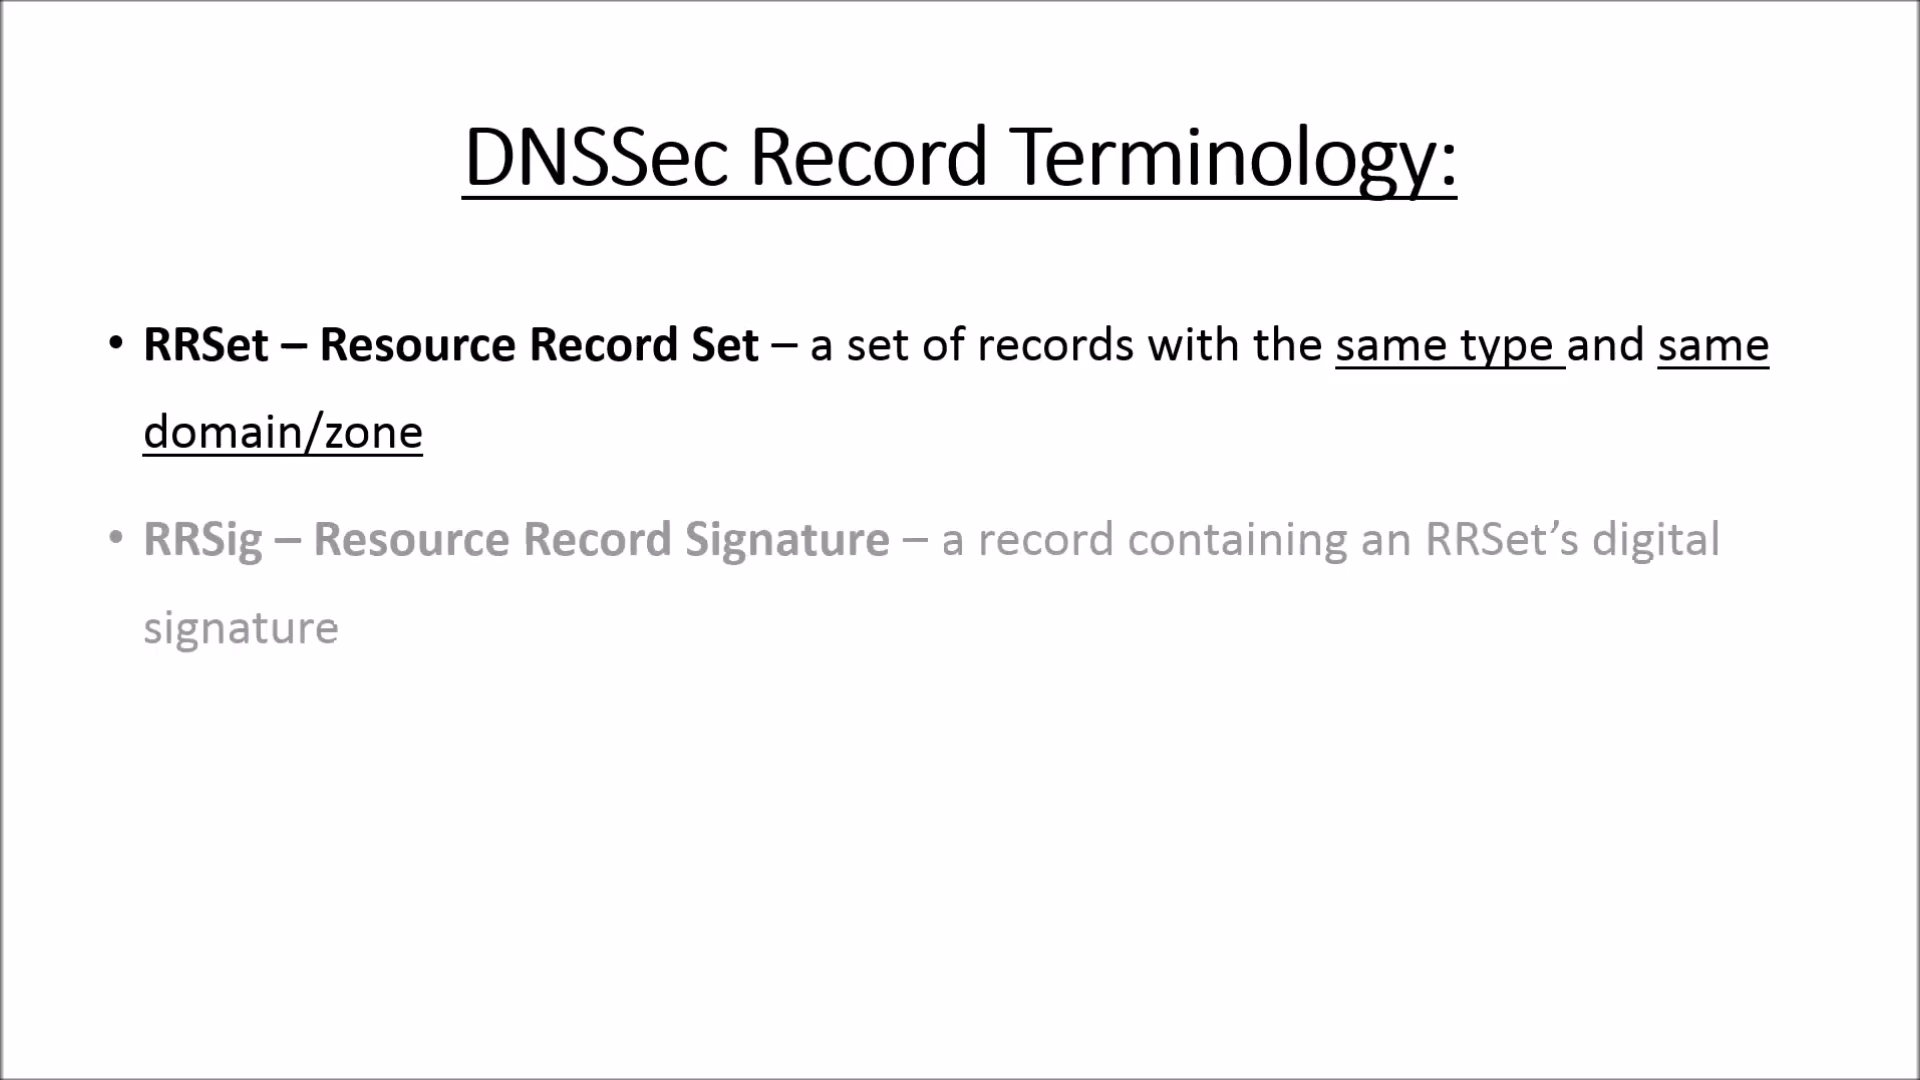 DNSSec Record Terminology:
• RRSet – Resource Record Set – a set of records with the same type and same
domain/zone
• RRSig – Resource Record Signature – a record containing an RRSet’s digital
signature